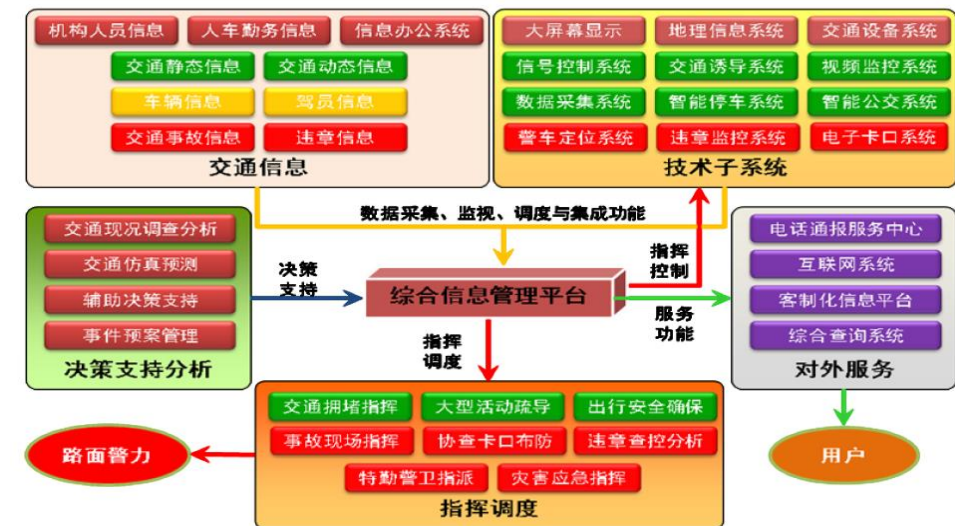 机构人员信息 人车勤务信息 信息办公系统
交通静态信息 交通动态信息
车辆信息 驾员信息
交通事故信息 违章信息
交通信息
大屏幕显示 地理信息系统 交通设备系统
信号控制系统 交通诱导系统 视频监控系统
数据采集系统 智能停车系统 智能公交系统
警车定位系统 违章监控系统 电子卡口系统
技术子系统
数据采集、监视、调度与集成功能
交通现况调查分析
交通仿真预测
辅助决策支持
事件预案管理
决策支持分析
决策
支持
综合信息管理平台
指挥
控制
服务
功能
指挥
调度
电话通报服务中心
互联网系统
客制化信息平台
综合查询系统
对外服务
交通拥堵指挥 大型活动疏导 出行安全确保
事故现场指挥 协查卡口布防 违章查控分析
特勤警卫指派 灾害应急指挥
指挥调度
路面警力
用户